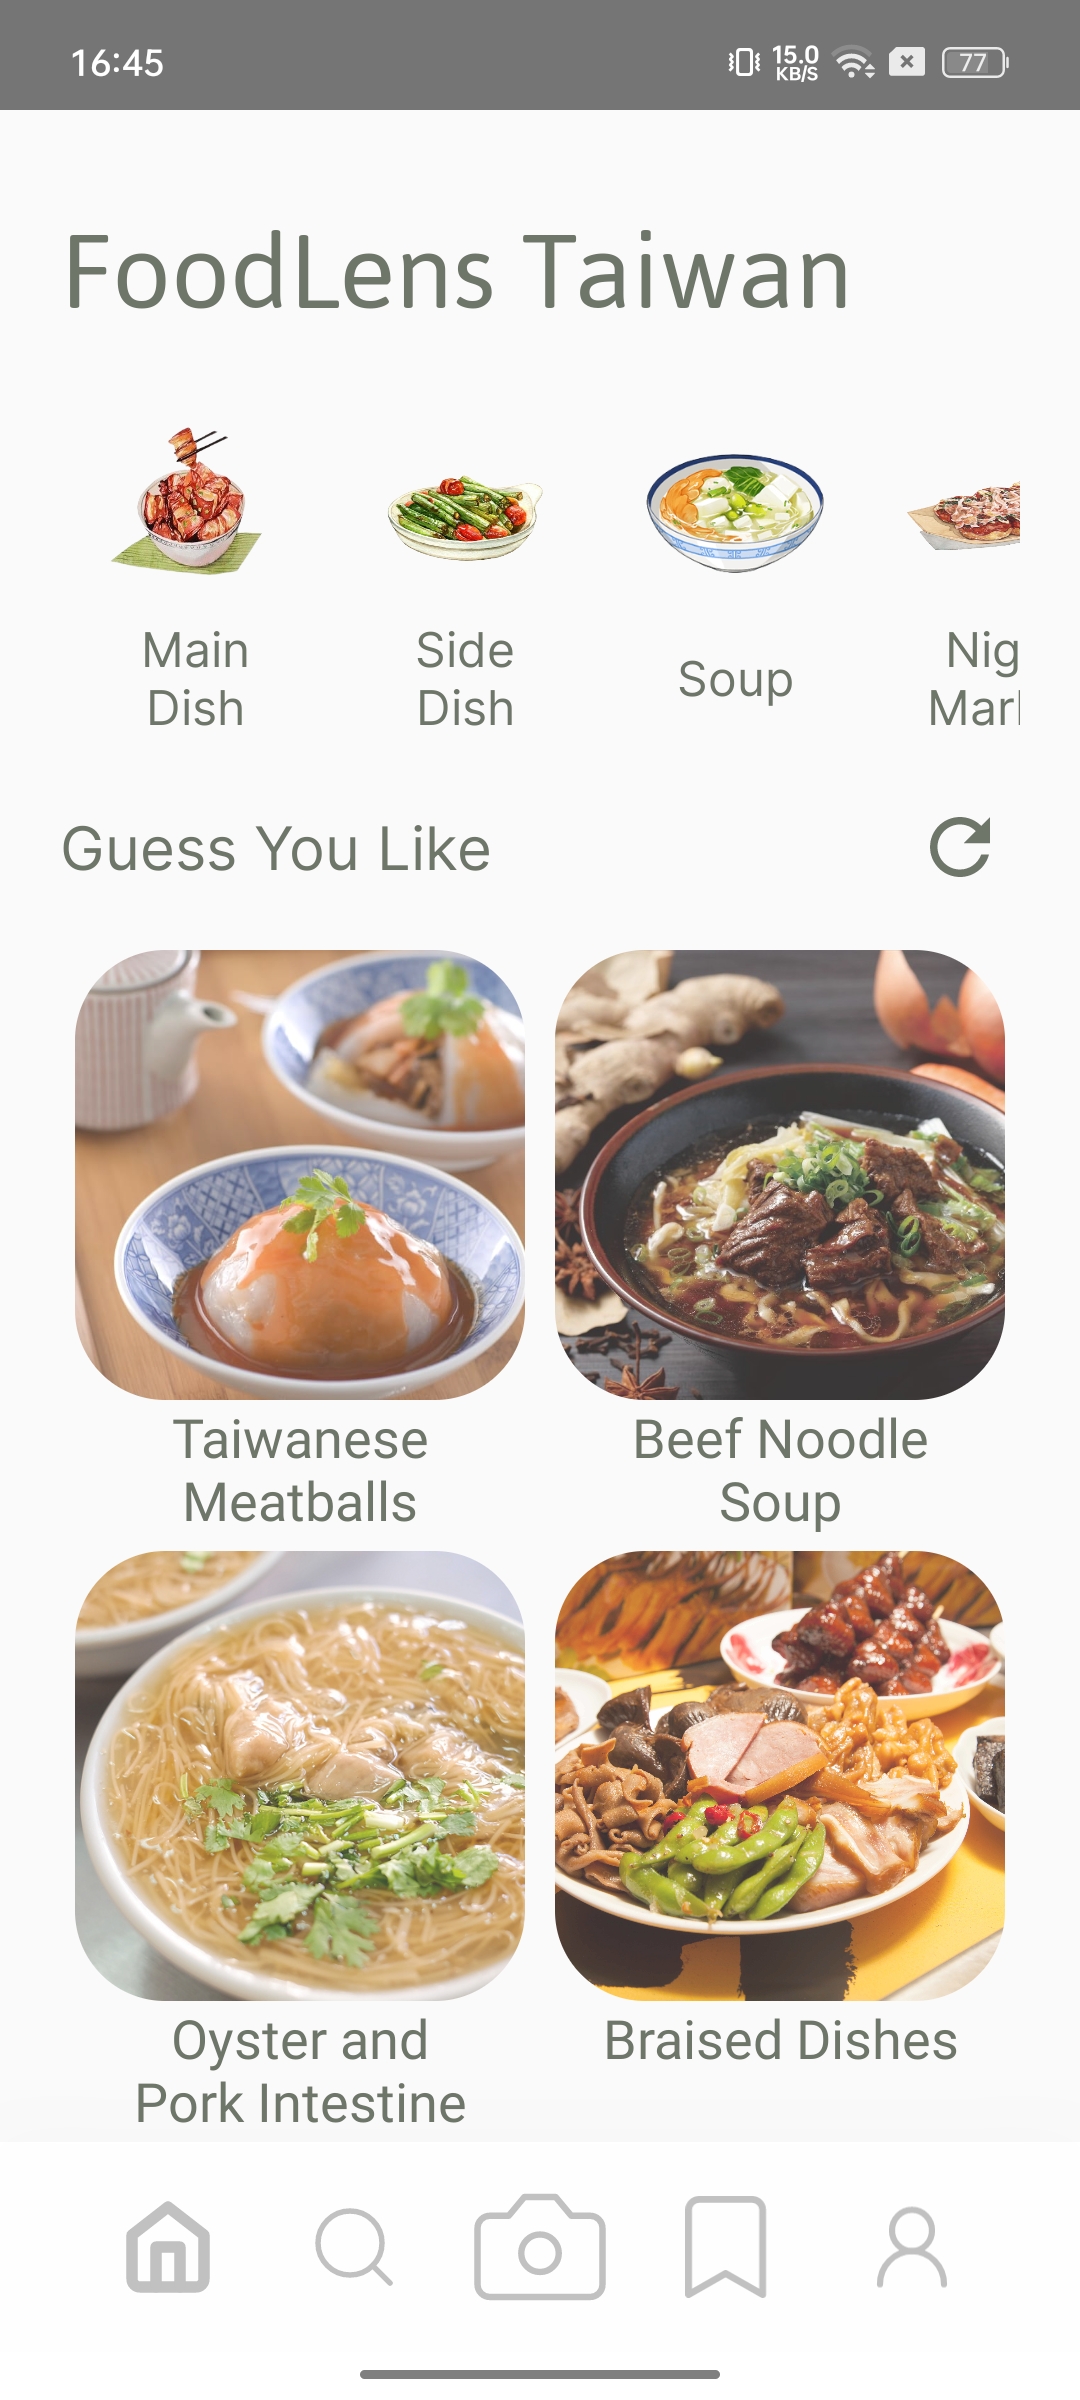 16:45
15.0
KB/S
77
FoodLens Taiwan
Main
Dish
Side
Dish
Soup
Nig
Mar
Guess You Like
Taiwanese
Meatballs
Beef Noodle
Soup
Oyster and
Pork Intestine
Braised Dishes